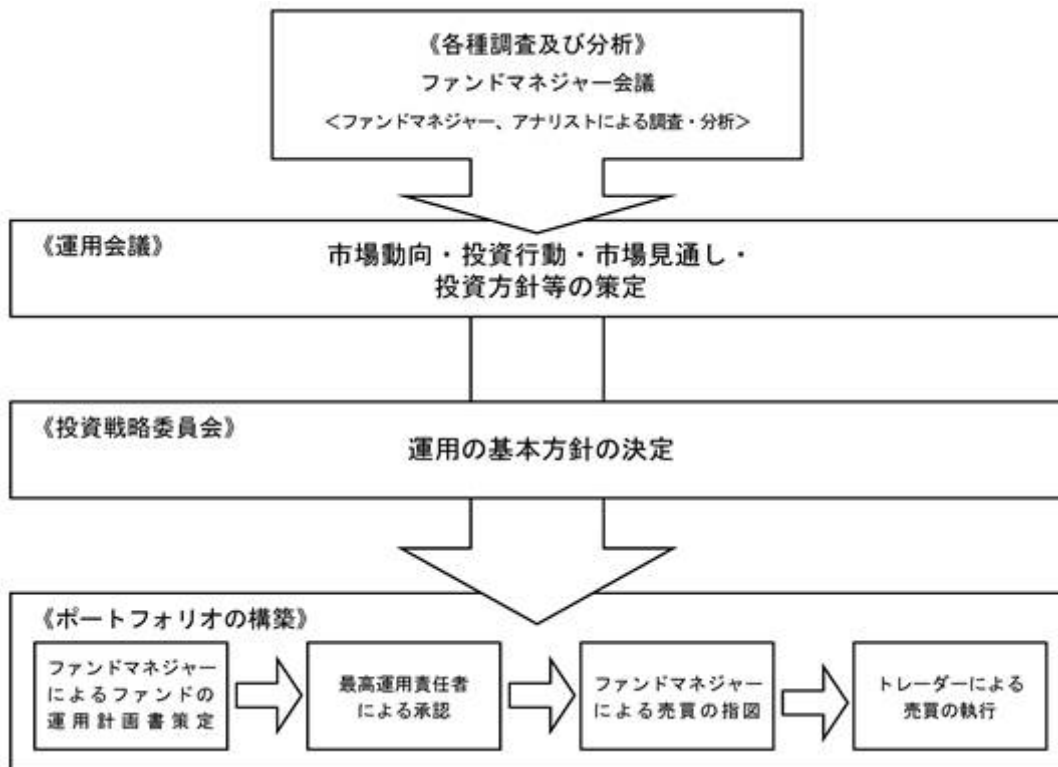 《各種調査及び分析》
ファンドマネジャー会議
<ファンドマネジャー、アナリストによる調査・分析>
《運用会議》
市場動向・投資行動・市場見通し・
投資方針等の策定
《投資戦略委員会》
運用の基本方針の決定
《ポートフォリオの構築》
ファンドマネジャー
によるファンドの
運用計画書策定
最高運用責任者
による承認
ファンドマネジャー
による売買の指図
トレーダーによる
売買の執行